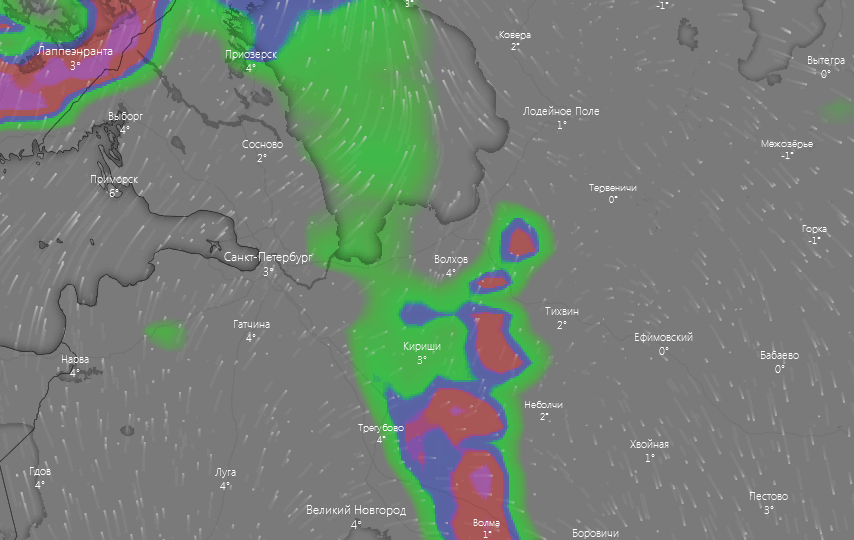 3°
-1°
Ковера
2°
Лаппеэнранта
3°
Приозерск
4°
Вытегра
0°
Выборг
4°
Лодейное Поле
1°
Сосново
2°
Межозёрье
-1°
Приморск
6°
Тервеничи
0°
Горка
-1°
Санкт-Петербург
3°
Волхов
4°
Тихвин
2°
Гатчина
4°
Ефимовский
0°
Кириши
3°
Бабаево
0°
Нарва
4°
Неболчи
2°
Трегубово
4°
Хвойная
1°
Гдов
4°
Луга
4°
Пестово
3°
Великий Новгород
4°
Волма
1°
Боровичи